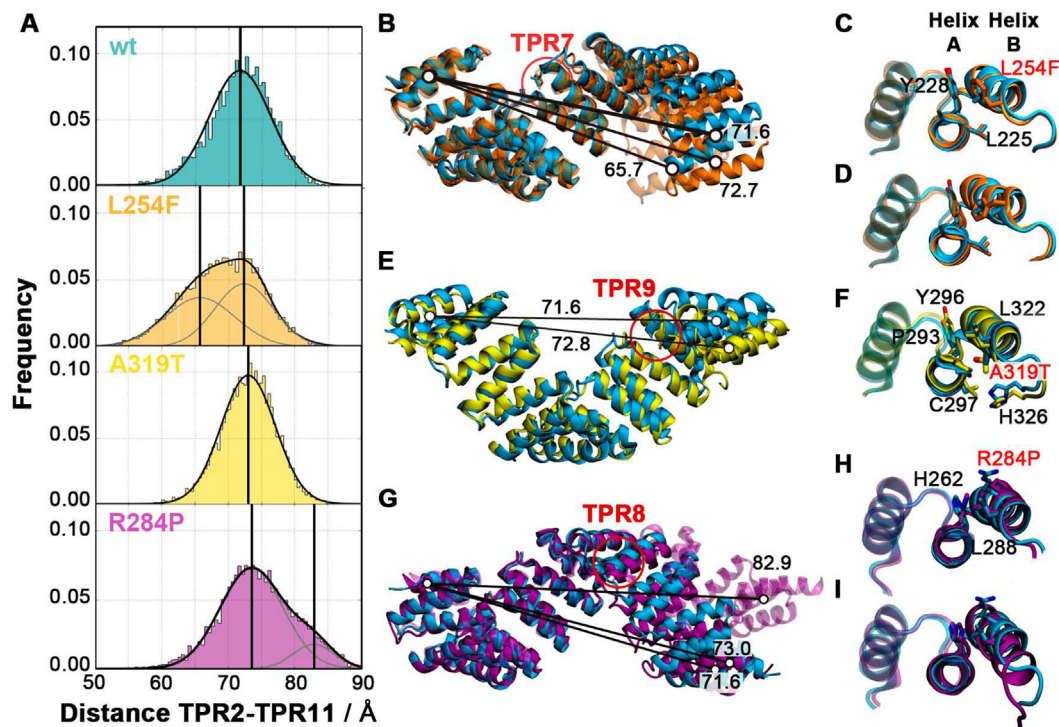 A
wt
0.10
0.05
0.00
L254F
0.10
0.05
0.00
A319T
0.10
0.05
0.00
R284P
0.10
0.05
0.00
Frequency
50 60 70 80 90
Distance TPR2-TPR11 / Å
B
TPR7
71.6
65.7
72.7
E
TPR9
71.6
72.8
G
TPR8
82.9
73.0
71.6
Helix Helix
A B
C
L254F
Y228
L225
D
F
Y296
L322
P293
A319T
C297
H326
H
R284P
H262
L288
I